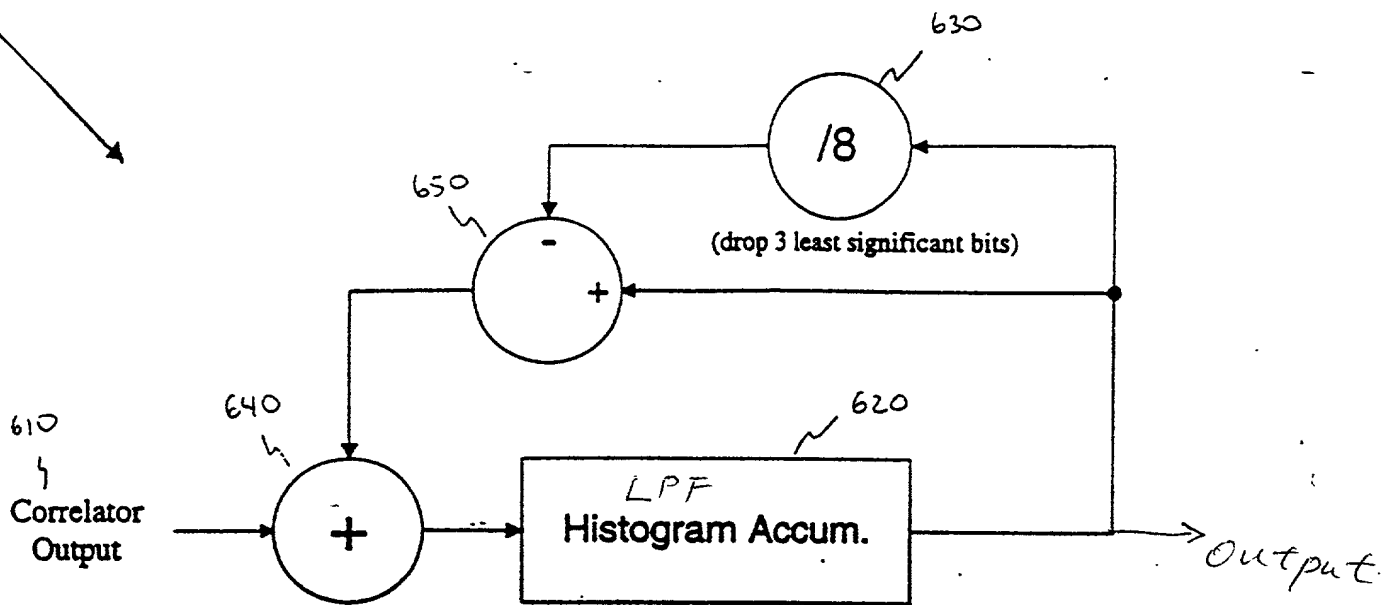 630
/8
650
-
(drop 3 least significant bits)
+
640
620
610
Correlator
Output
+
LPF
Histogram Accum.
Output